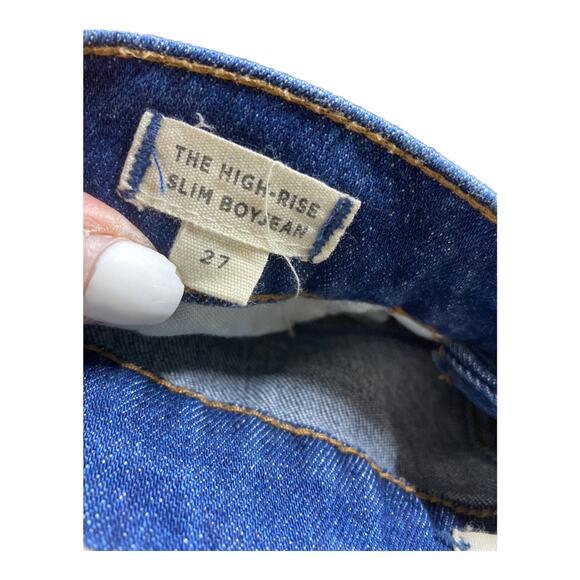 THE HIGH-RISE
SLIM BOYJEAN
27